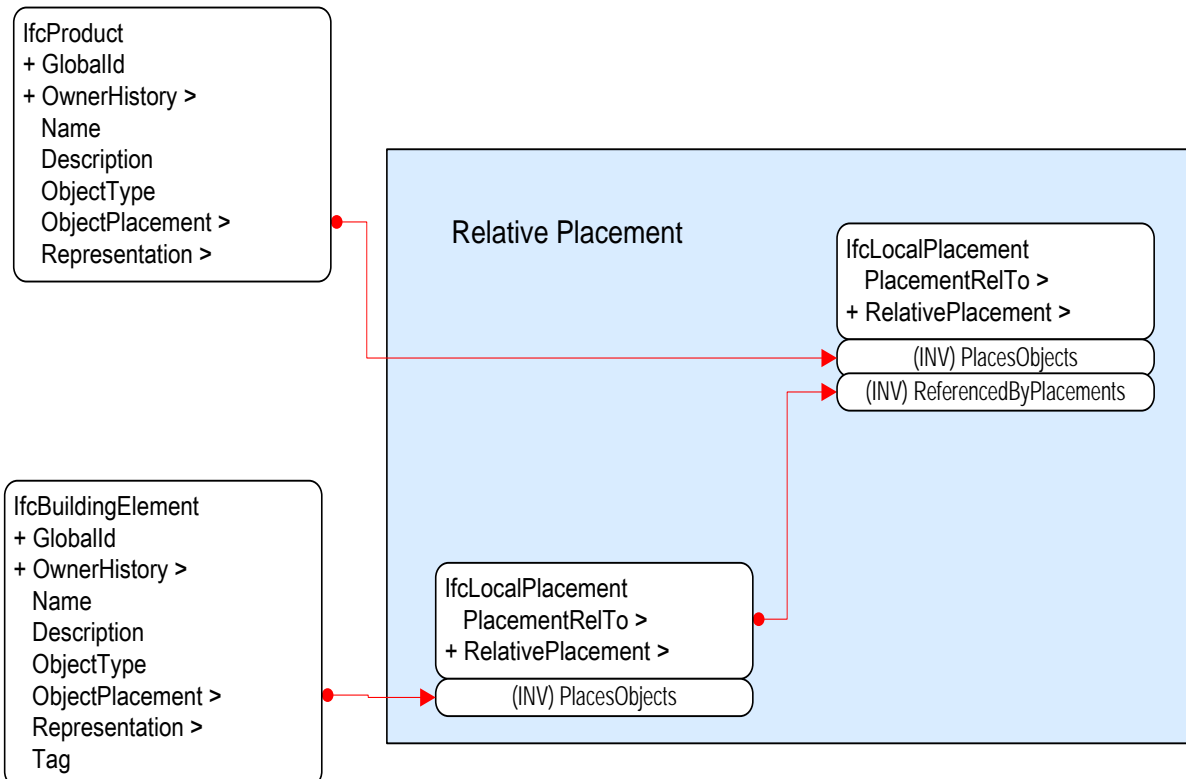 IfcProduct
+ GlobalId
+ OwnerHistory >
Name
Description
ObjectType
ObjectPlacement >
Representation >
Relative Placement
IfcLocalPlacement
PlacementRelTo >
+ RelativePlacement >
(INV) PlacesObjects
(INV) ReferencedByPlacements
IfcBuildingElement
+ GlobalId
+ OwnerHistory >
Name
Description
ObjectType
ObjectPlacement >
Representation >
Tag
IfcLocalPlacement
PlacementRelTo >
+ RelativePlacement >
(INV) PlacesObjects